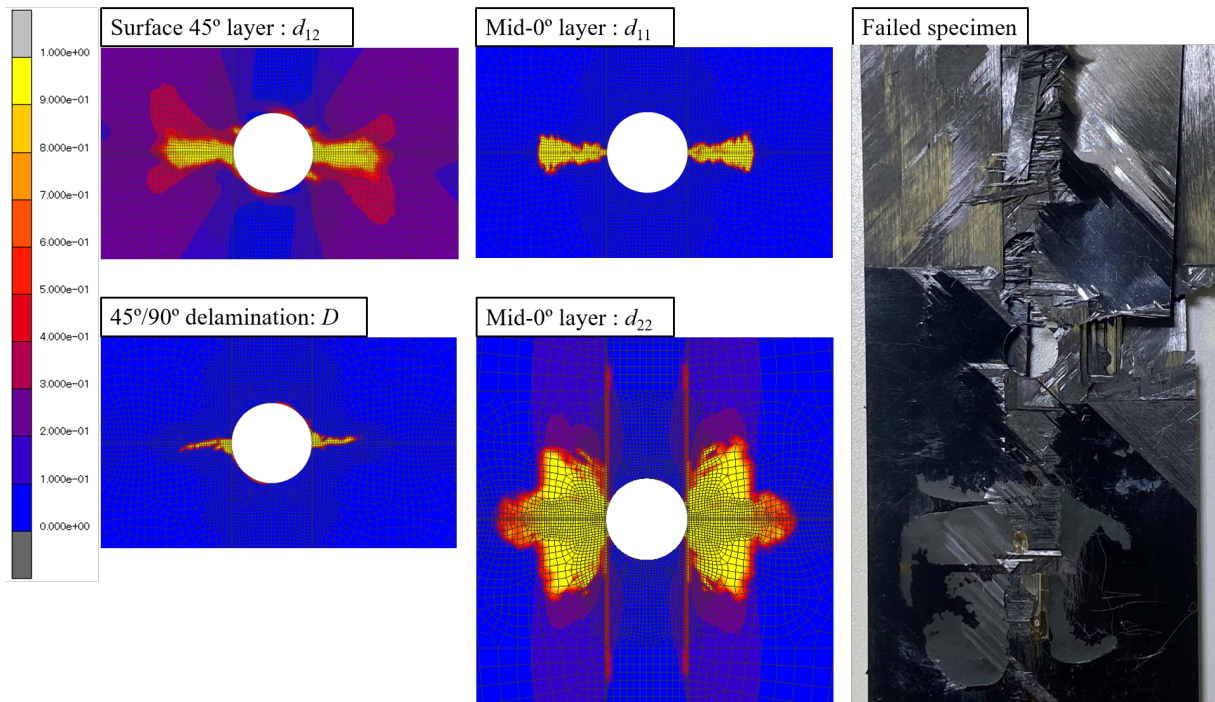 Surface 45º layer : d12
Mid-0º layer : d11
Failed specimen
1.000e+00
9.000e-01
8.000e-01
7.000e-01
6.000e-01
5.000e-01
4.000e-01
3.000e-01
2.000e-01
1.000e-01
0.000e+00
45º/90º delamination: D
Mid-0º layer : d22